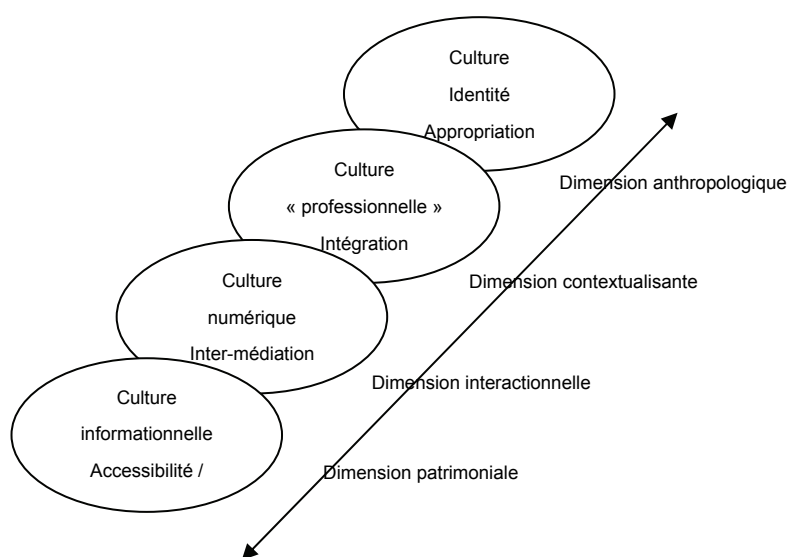 Culture
Identité
Appropriation
Dimension anthropologique
Culture
« professionnelle »
Intégration
Dimension contextualisante
Culture
numérique
Inter-médiation
Dimension interactionnelle
Culture
informationnelle
Accessibilité /
Dimension patrimoniale